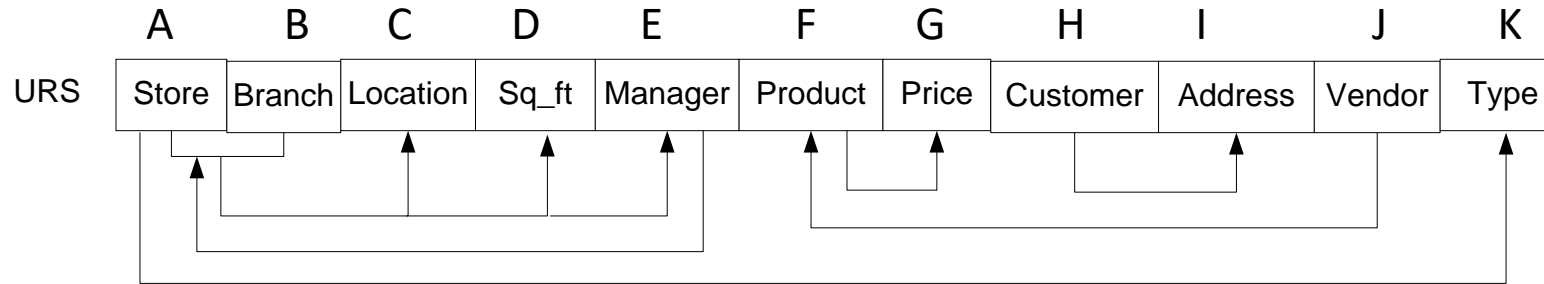 A B C D E F G H I J K
URS Store Branch Location Sq_ft Manager Product Price Customer Address Vendor Type